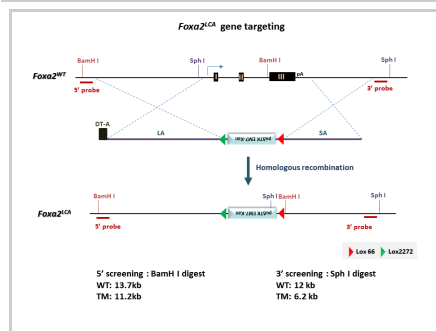 Foxa2LCA gene targeting
BamH I
Sph I
BamH I
Sph I
Foxa2WT
I
II
III
pA
5' probe
3' probe
DT-A
LA
SA
Homologous recombination
Sph I
BamH I
BamH I
Sph I
Foxa2LCA
5' probe
3' probe
Lox 66
Lox2272
5' screening : BamH I digest
WT: 13.7kb
TM: 11.2kb
3' screening : Sph I digest
WT: 12 kb
TM: 6.2 kb